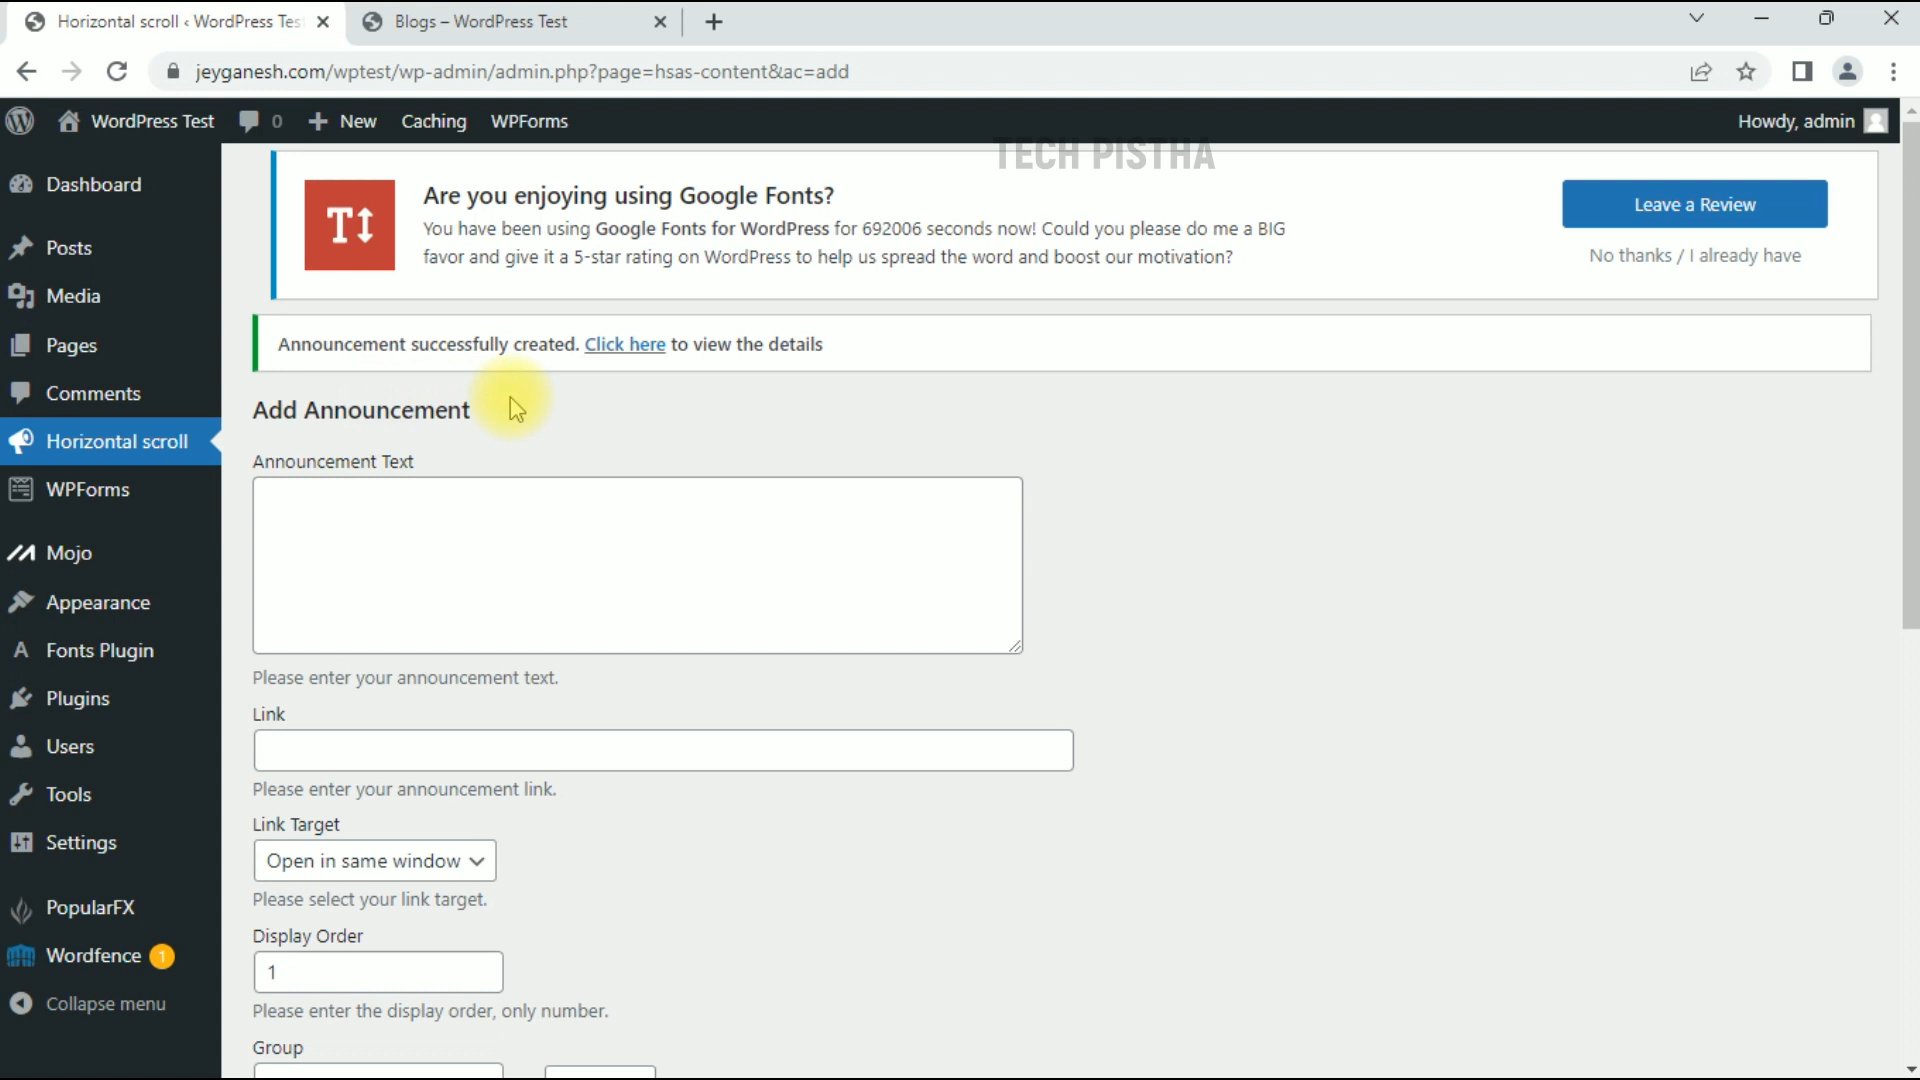 Horizontal scroll ‹ WordPress Tes
Blogs – WordPress Test
jeyganesh.com/wptest/wp-admin/admin.php?page=hsas-content&ac=add
WordPress Test
0
New
Caching
WPForms
Howdy, admin
TECH PISTHA
Dashboard
Posts
Media
Pages
Comments
Horizontal scroll
WPForms
Mojo
Appearance
Fonts Plugin
Plugins
Users
Tools
Settings
PopularFX
Wordfence 1
Collapse menu
Are you enjoying using Google Fonts?
You have been using Google Fonts for WordPress for 692006 seconds now! Could you please do me a BIG
favor and give it a 5-star rating on WordPress to help us spread the word and boost our motivation?
Leave a Review
No thanks / I already have
Announcement successfully created. Click here to view the details
Add Announcement
Announcement Text
Please enter your announcement text.
Link
Please enter your announcement link.
Link Target
Open in same window
Please select your link target.
Display Order
1
Please enter the display order, only number.
Group